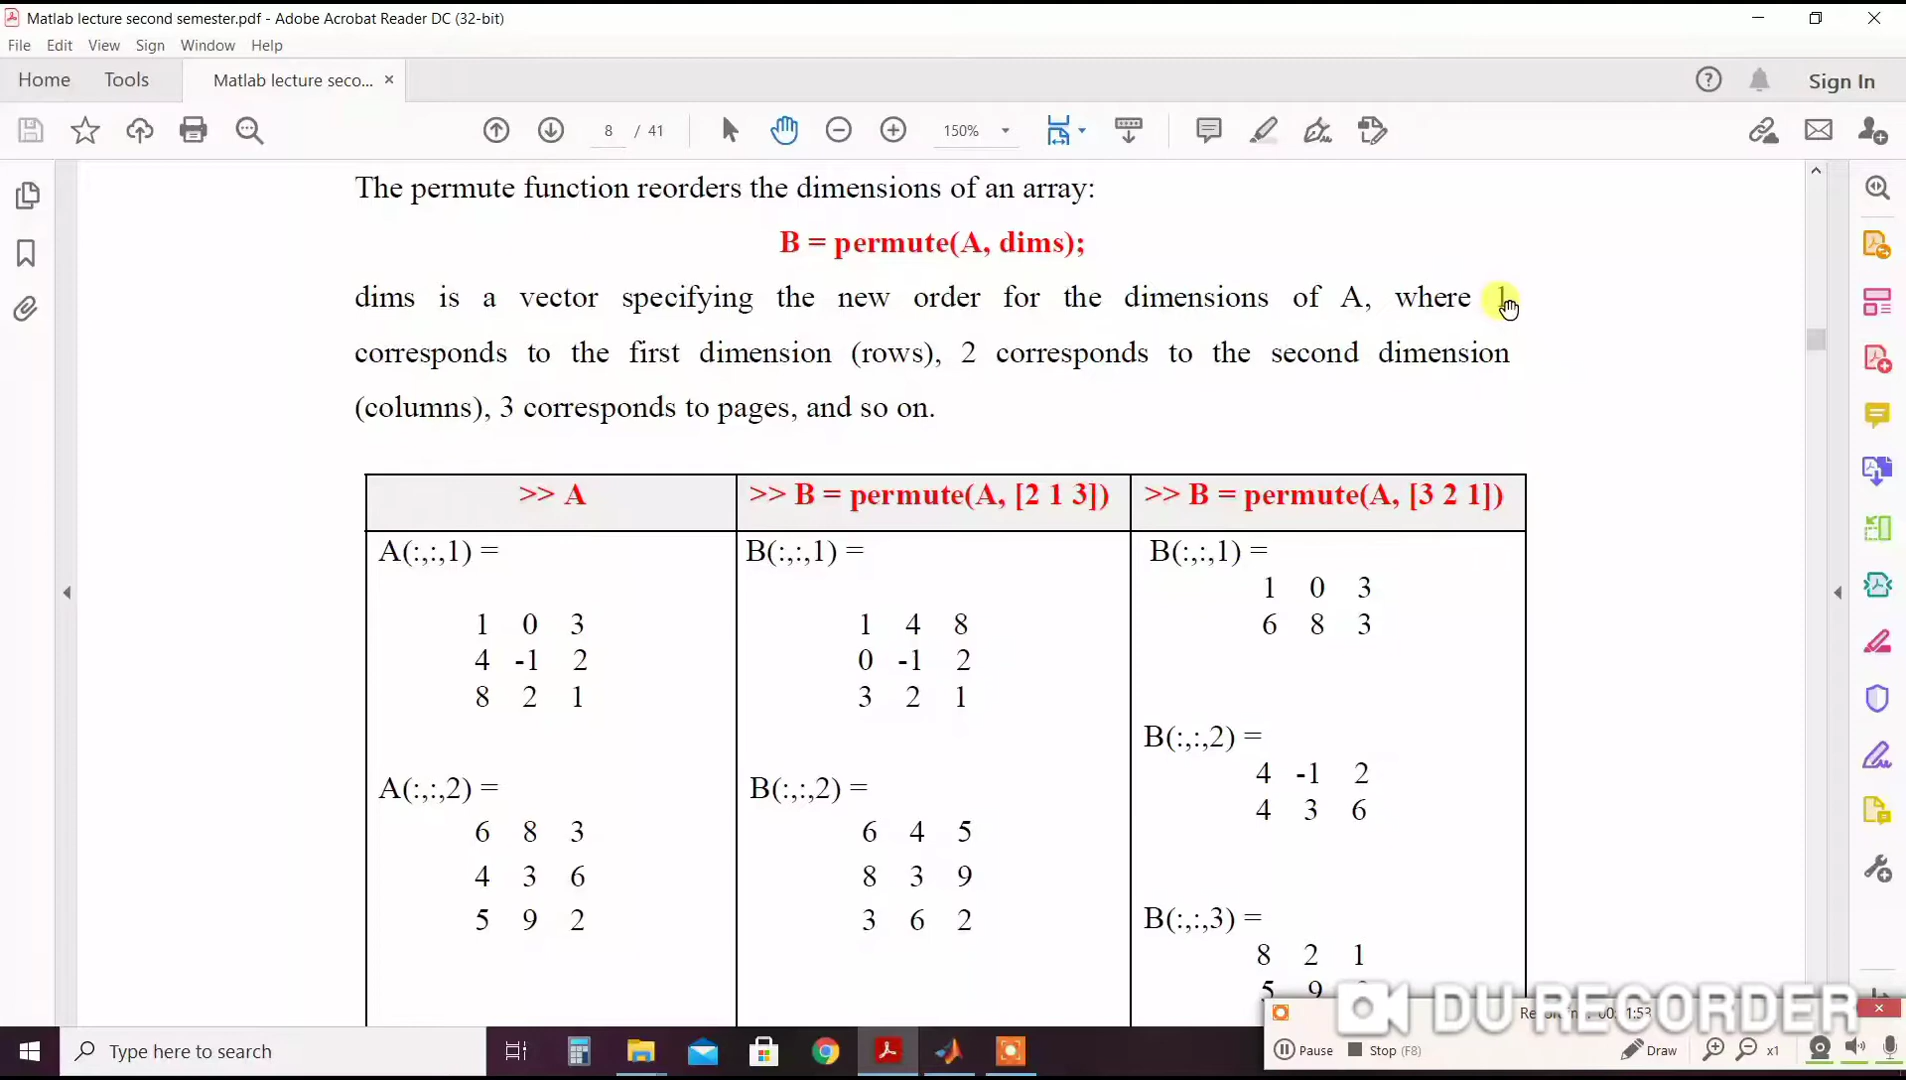 Matlab lecture second semester.pdf - Adobe Acrobat Reader DC (32-bit)
File Edit View Sign Window Help
Home Tools Matlab lecture seco... × Sign In
8 / 41 150%
The permute function reorders the dimensions of an array:
B = permute(A, dims);
dims is a vector specifying the new order for the dimensions of A, where 1
corresponds to the first dimension (rows), 2 corresponds to the second dimension
(columns), 3 corresponds to pages, and so on.
>> A >> B = permute(A, [2 1 3]) >> B = permute(A, [3 2 1])
A(:,:,1) = B(:,:,1) = B(:,:,1) =
1 0 3
1 0 3 1 4 8 6 8 3
4 -1 2 0 -1 2
8 2 1 3 2 1
B(:,:,2) =
4 -1 2
A(:,:,2) = B(:,:,2) =
4 3 6
6 8 3 6 4 5
4 3 6 8 3 9
5 9 2 3 6 2 B(:,:,3) =
8 2 1
5 9
DU RECORDER
Pause Stop (F8) Draw x1
Type here to search